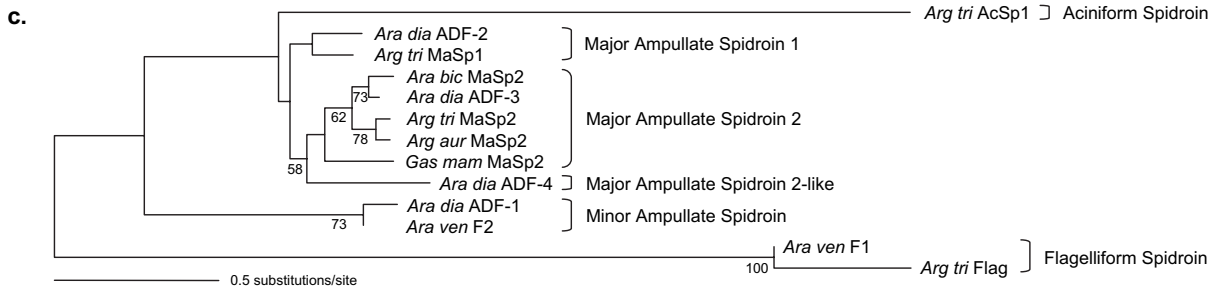 c.
Arg tri AcSp1 Aciniform Spidroin
Ara dia ADF-2
Major Ampullate Spidroin 1
Arg tri MaSp1
Ara bic MaSp2
73
Ara dia ADF-3
62
Arg tri MaSp2
Major Ampullate Spidroin 2
78
Arg aur MaSp2
58
Gas mam MaSp2
Ara dia ADF-4 Major Ampullate Spidroin 2-like
Ara dia ADF-1
Minor Ampullate Spidroin
73
Ara ven F2
Ara ven F1
Flagelliform Spidroin
100
Arg tri Flag
0.5 substitutions/site